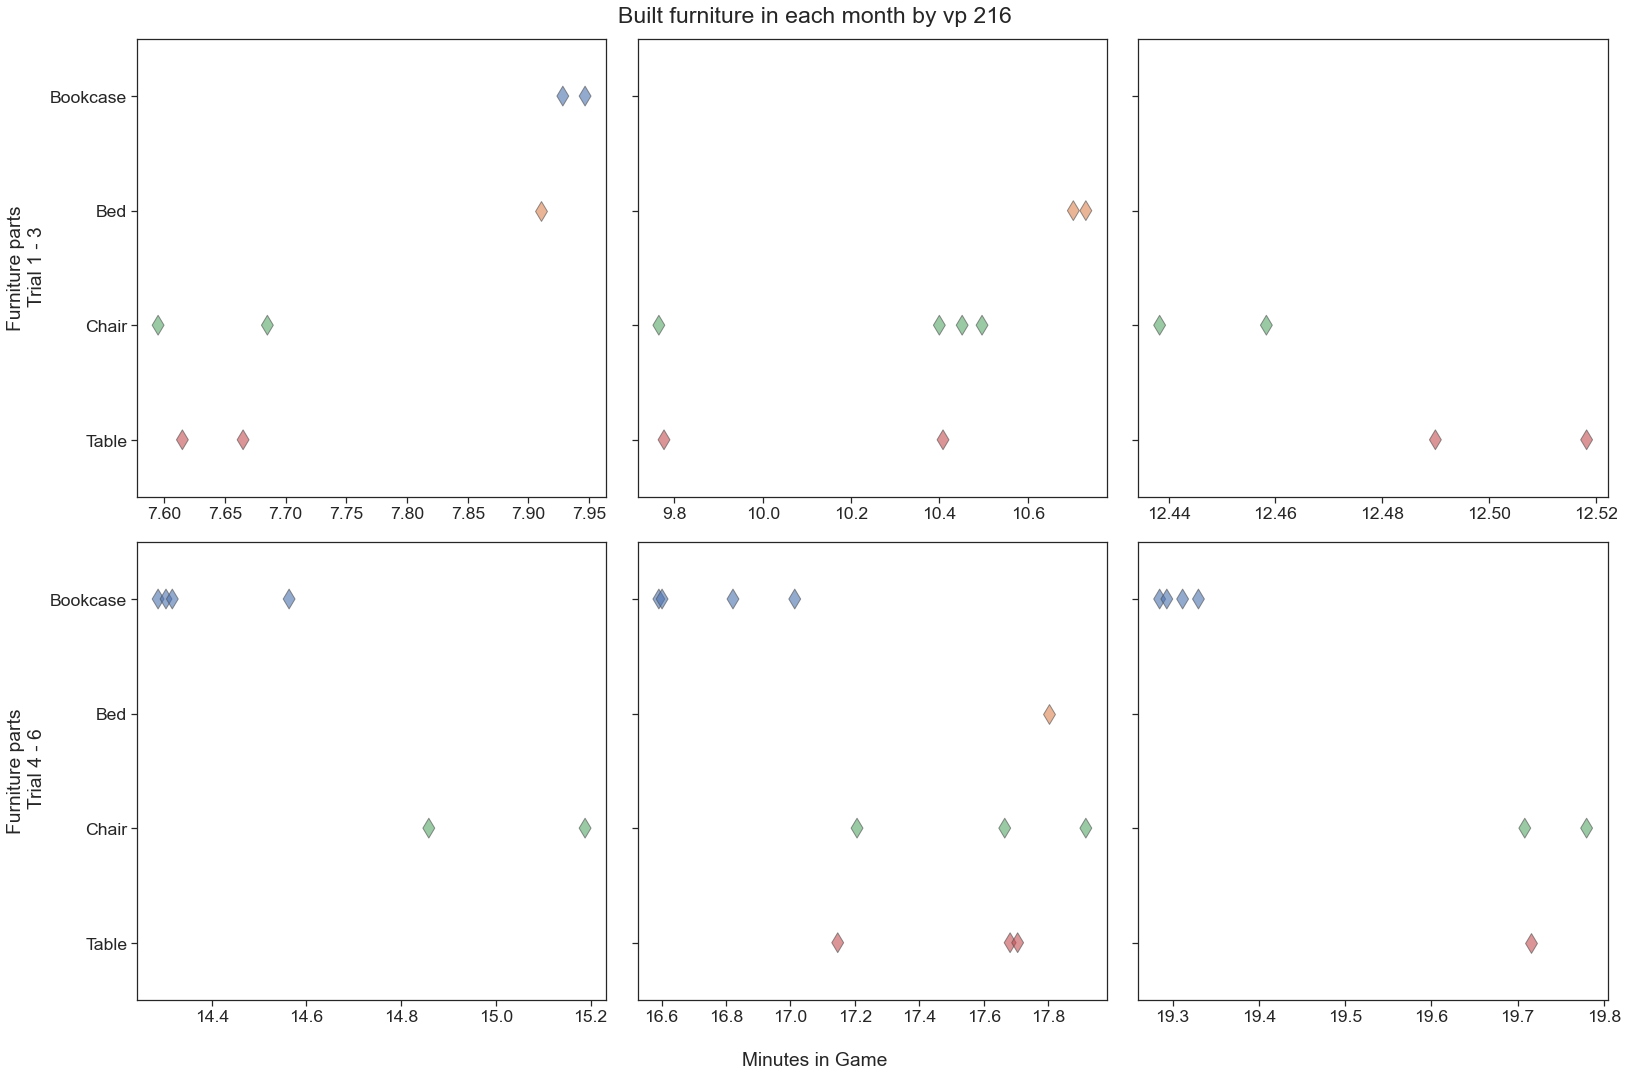 Built furniture in each month by vp 216
Furniture parts
Trial 1 - 3
Bookcase
Bed
Chair
Table
7.60 7.65 7.70 7.75 7.80 7.85 7.90 7.95
9.8 10.0 10.2 10.4 10.6
12.44 12.46 12.48 12.50 12.52
Furniture parts
Trial 4 - 6
Bookcase
Bed
Chair
Table
14.4 14.6 14.8 15.0 15.2
16.6 16.8 17.0 17.2 17.4 17.6 17.8
19.3 19.4 19.5 19.6 19.7 19.8
Minutes in Game